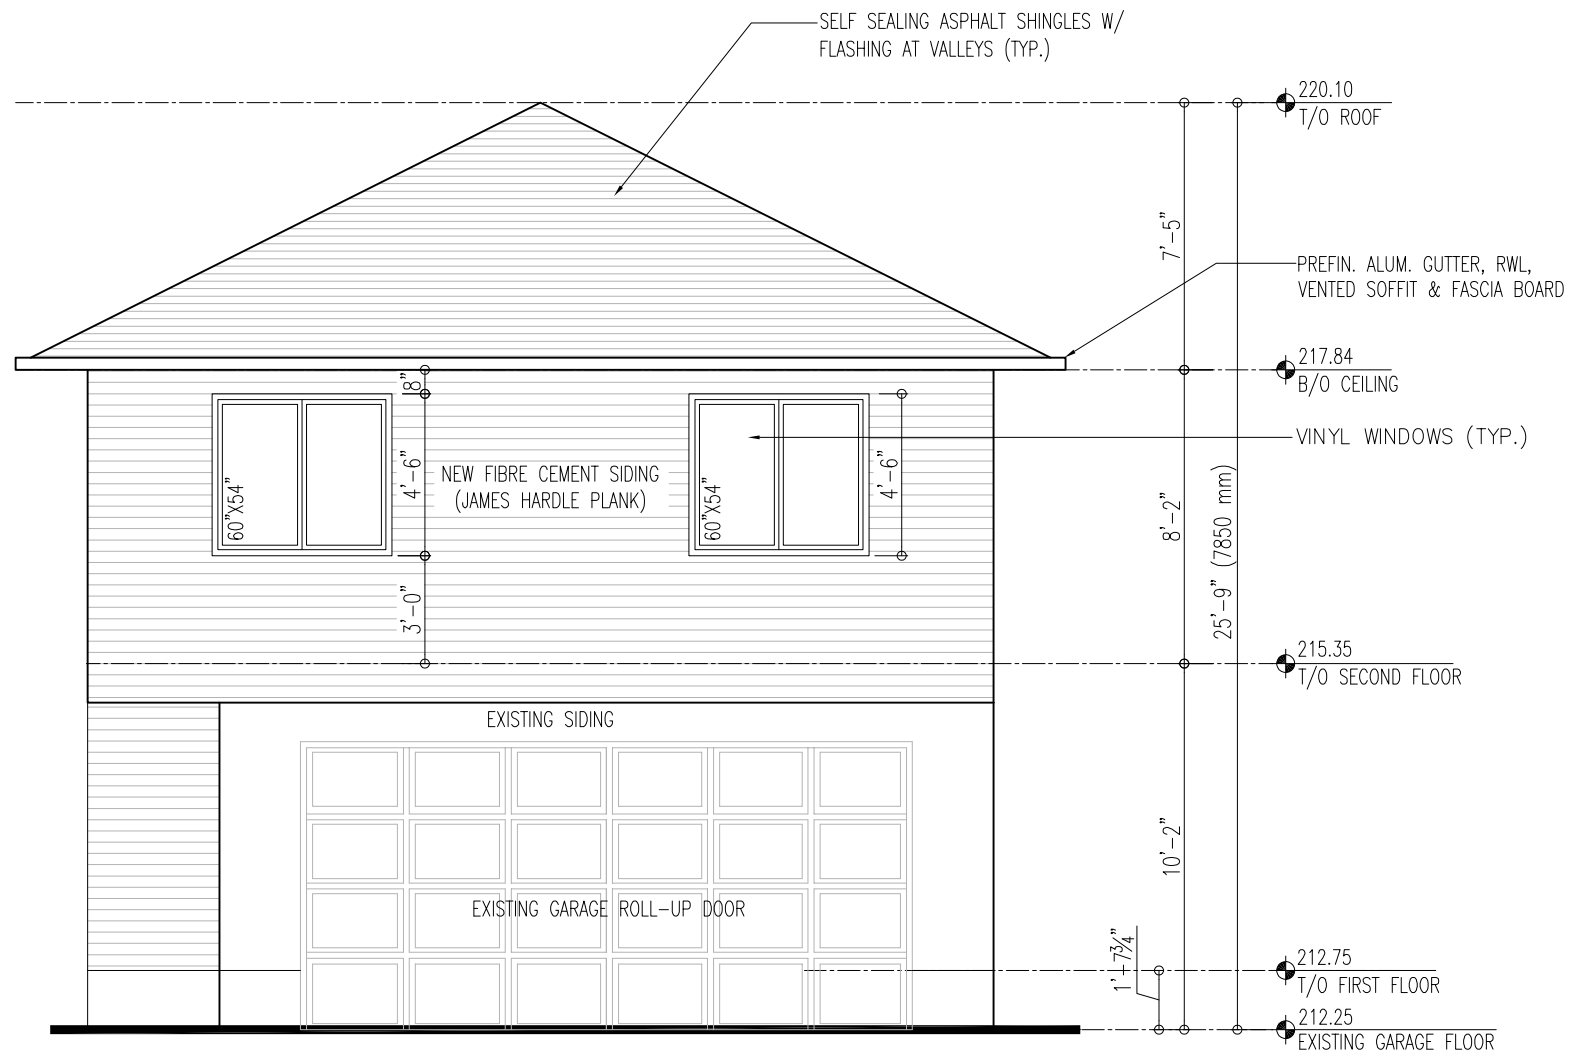 SELF SEALING ASPHALT SHINGLES W/
FLASHING AT VALLEYS (TYP.)
220.10
T/O ROOF
7'-5"
PREFIN. ALUM. GUTTER, RWL,
VENTED SOFFIT & FASCIA BOARD
217.84
B/O CEILING
8"
VINYL WINDOWS (TYP.)
60"X54"
4'-6"
NEW FIBRE CEMENT SIDING
(JAMES HARDLE PLANK)
60"X54"
4'-6"
8'-2"
25'-9" (7850 mm)
3'-0"
215.35
T/O SECOND FLOOR
EXISTING SIDING
10'-2"
EXISTING GARAGE ROLL-UP DOOR
1'-7¾"
212.75
T/O FIRST FLOOR
212.25
EXISTING GARAGE FLOOR